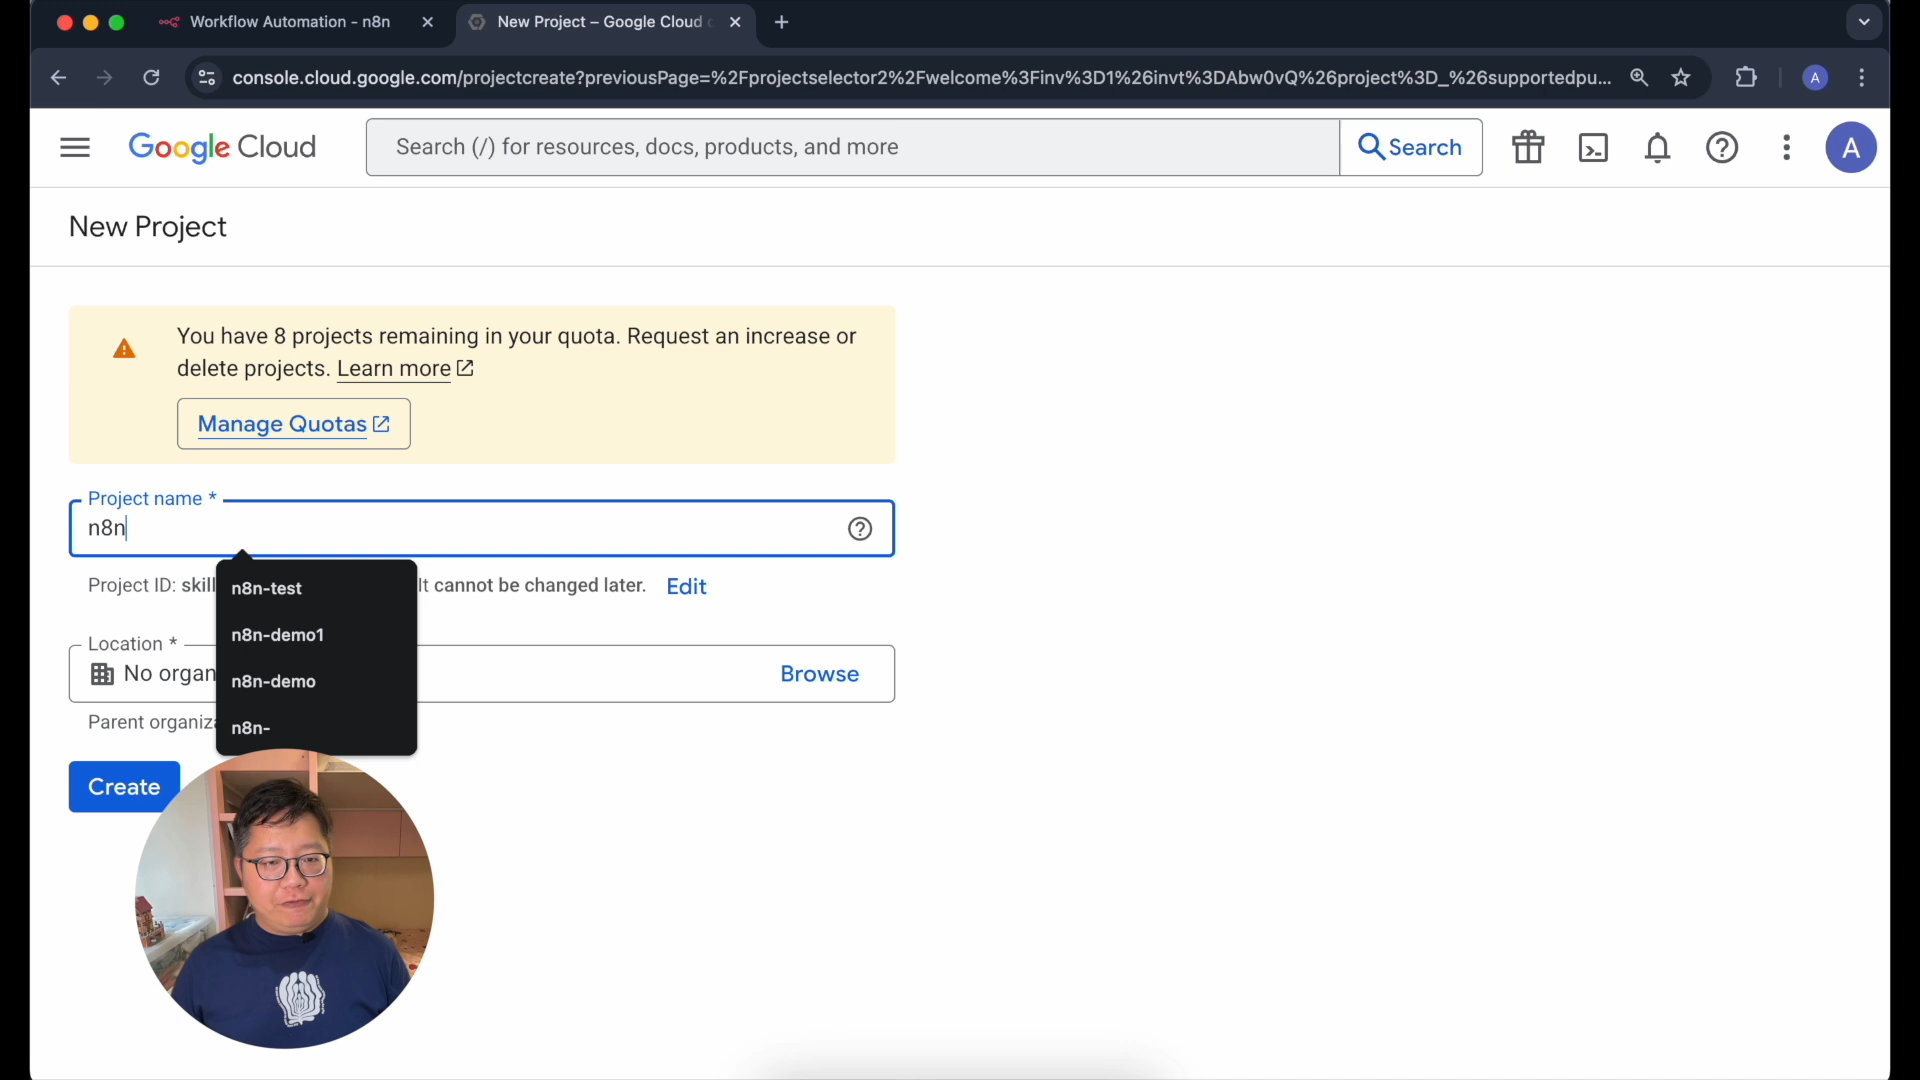 Workflow Automation - n8n
New Project – Google Cloud
console.cloud.google.com/projectcreate?previousPage=%2Fprojectselector2%2Fwelcome%3Finv%3D1%26invt%3DAbw0vQ%26project%3D_%26supportedpu...
A
Google Cloud
Search (/) for resources, docs, products, and more
Search
A
New Project
You have 8 projects remaining in your quota. Request an increase or
delete projects. Learn more
Manage Quotas
Project name *
n8n
Project ID: skill
It cannot be changed later. Edit
n8n-test
n8n-demo1
n8n-demo
n8n-
Location *
No organ
Browse
Parent organiza
Create